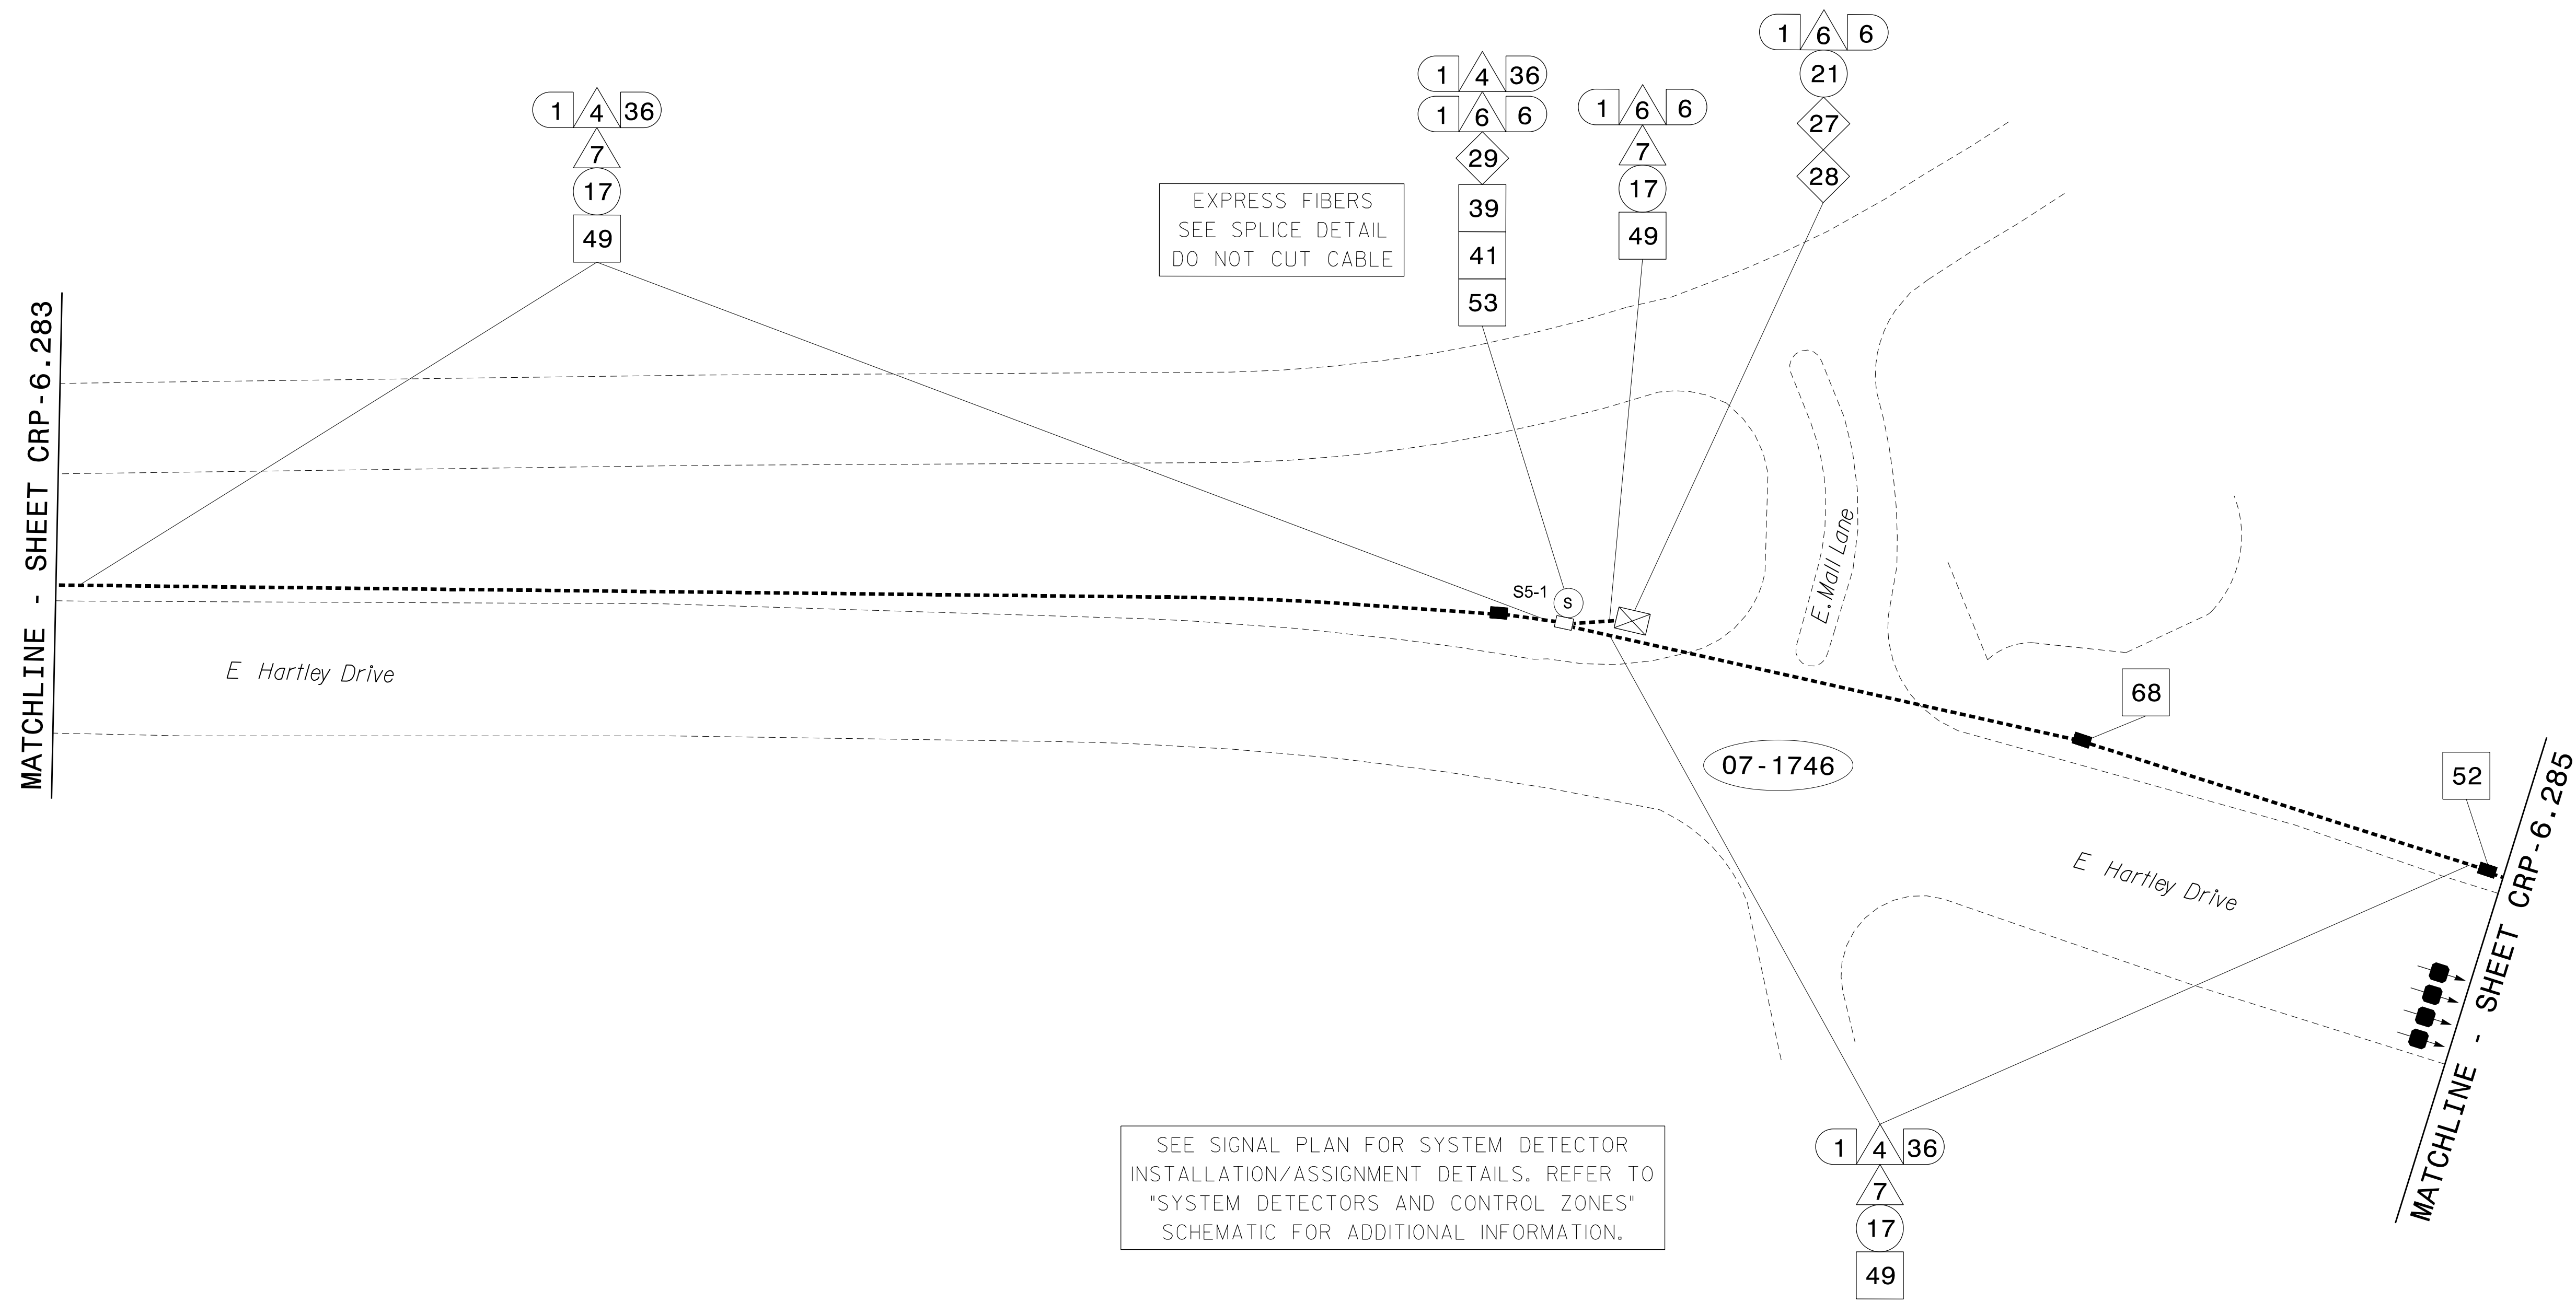 1 6 6
21
27
28
1 4 36
1 6 6
29
39
41
53
1 6 6
7
17
49
1 4 36
7
17
49
EXPRESS FIBERS
SEE SPLICE DETAIL
DO NOT CUT CABLE
MATCHLINE - SHEET CRP-6.283
S5-1
S
E. Mall Lane
E Hartley Drive
68
07-1746
52
E Hartley Drive
MATCHLINE - SHEET CRP-6.285
SEE SIGNAL PLAN FOR SYSTEM DETECTOR
INSTALLATION/ASSIGNMENT DETAILS. REFER TO
"SYSTEM DETECTORS AND CONTROL ZONES"
SCHEMATIC FOR ADDITIONAL INFORMATION.
1 4 36
7
17
49